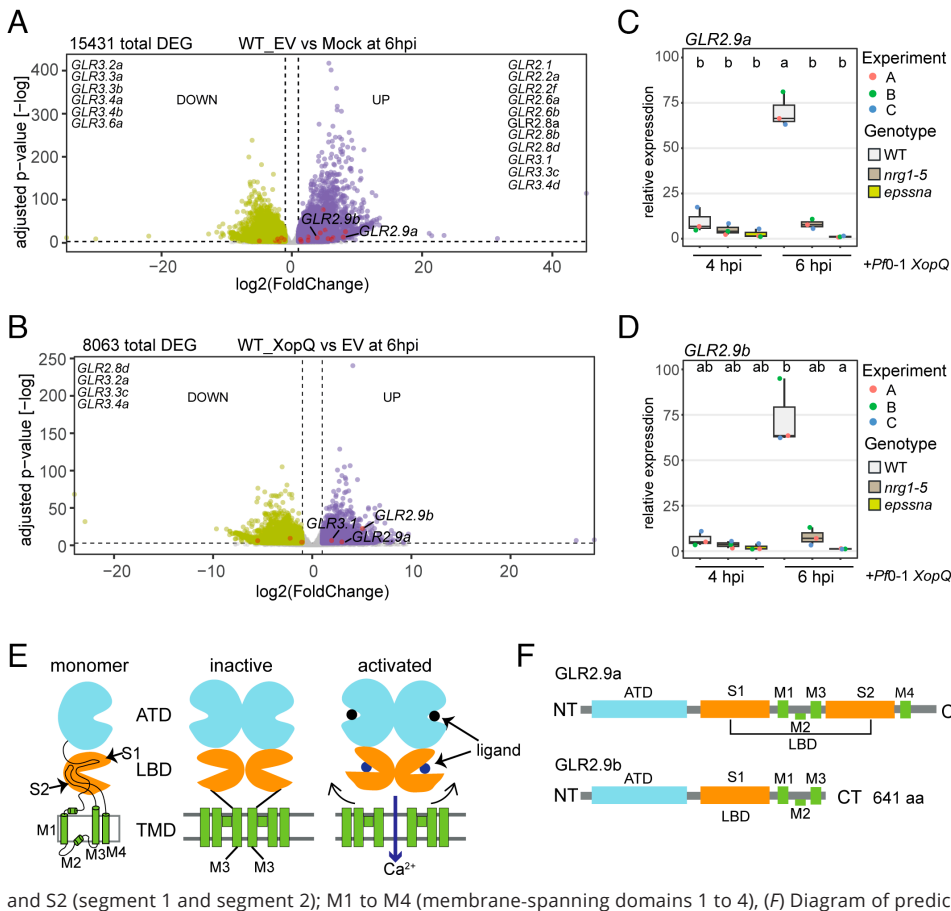 A
15431 total DEG WT_EV vs Mock at 6hpi
GLR3.2a
GLR3.3a
GLR3.3b
GLR3.4a
GLR3.4b
GLR3.6a
DOWN
UP
GLR2.1
GLR2.2a
GLR2.2f
GLR2.6a
GLR2.6b
GLR2.8a
GLR2.8b
GLR2.8d
GLR3.1
GLR3.3c
GLR3.4d
GLR2.9b
GLR2.9a
adjusted p-value [−log]
400
300
200
100
0
−20 0 20 40
log2(FoldChange)
B
8063 total DEG WT_XopQ vs EV at 6hpi
GLR2.8d
GLR3.2a
GLR3.3c
GLR3.4a
DOWN
UP
GLR3.1
GLR2.9b
GLR2.9a
adjusted p-value [−log]
250
200
150
100
50
0
−20 −10 0 10 20
log2(FoldChange)
C
GLR2.9a
b b b a b b
relative expressdion
100
75
50
25
0
4 hpi 6 hpi +Pf0-1 XopQ
Experiment
A
B
C
Genotype
WT
nrg1-5
epssna
D
GLR2.9b
ab ab ab b ab a
relative expressdion
100
75
50
25
0
4 hpi 6 hpi +Pf0-1 XopQ
Experiment
A
B
C
Genotype
WT
nrg1-5
epssna
E
monomer inactive activated
ATD
S1
LBD
S2
ligand
M1
TMD
M2 M3 M4
M3 M3
Ca2+
F
GLR2.9a
NT ATD S1 M1 M3 S2 M4 C
M2
LBD
GLR2.9b
NT ATD S1 M1 M3 CT 641 aa
LBD M2
and S2 (segment 1 and segment 2); M1 to M4 (membrane-spanning domains 1 to 4), (F) Diagram of predic